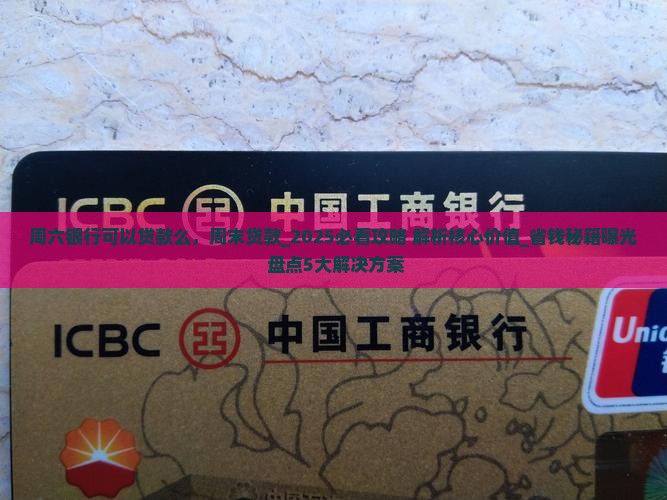 ICBC 中国工商银行
周六银行可以贷款么，周末贷款_2025必看攻略 解析核心价值_省钱秘籍曝光
盘点5大解决方案
ICBC 中国工商银行